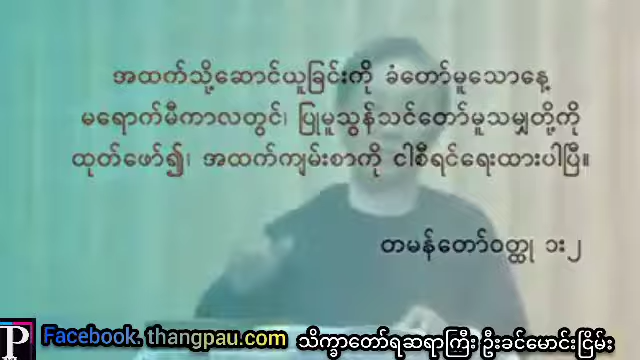 အထက်သို့ဆောင်ယူခြင်းကို ခံတော်မူသောနေ့
မရောက်မီကာလတွင်၊ ပြုမူသွန်သင်တော်မူသမျှတို့ကို
ထုတ်ဖော်၍၊ အထက်ကျမ်းစာကို ငါစီရင်ရေးထားပါပြီ။
တမန်တော်ဝတ္ထု ၁း၂
P Facebook. thangpau.com သိက္ခာတော်ရဆရာကြီး ဦးခင်မောင်းငြိမ်း